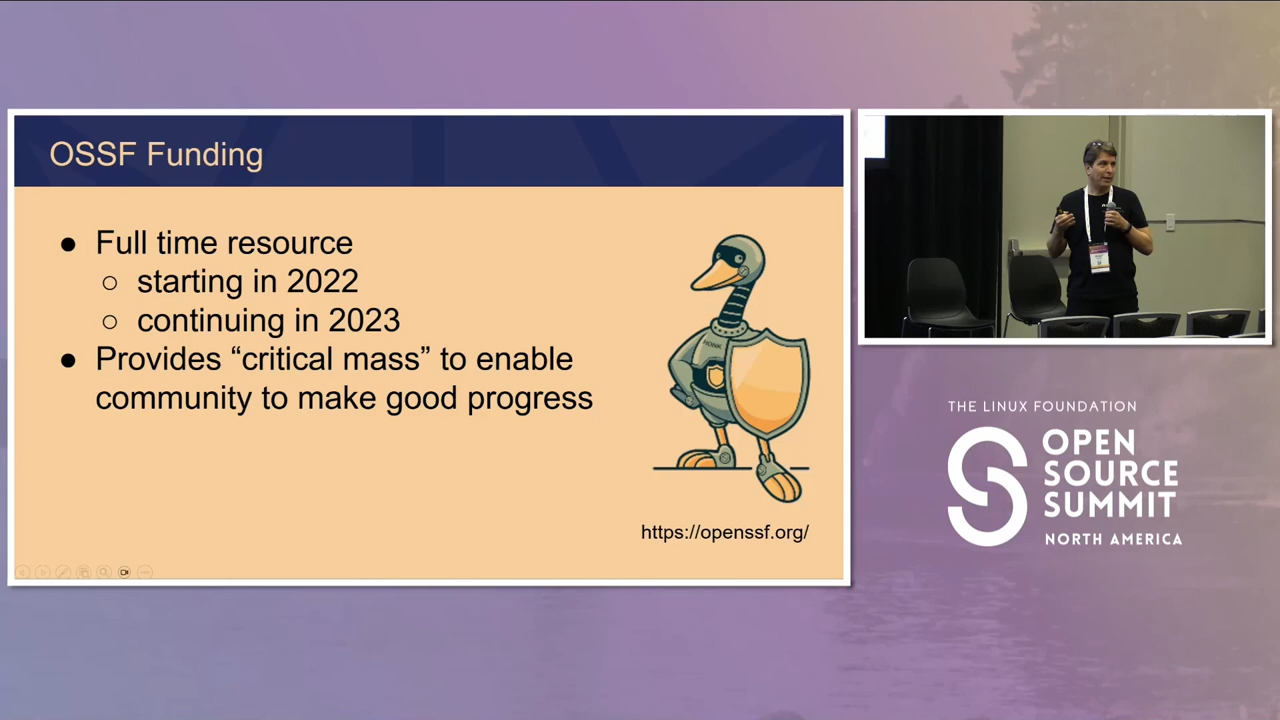 OSSF Funding
● Full time resource
○ starting in 2022
○ continuing in 2023
● Provides “critical mass” to enable
community to make good progress
HONK
https://openssf.org/
THE LINUX FOUNDATION
OPEN
SOURCE
SUMMIT
NORTH AMERICA